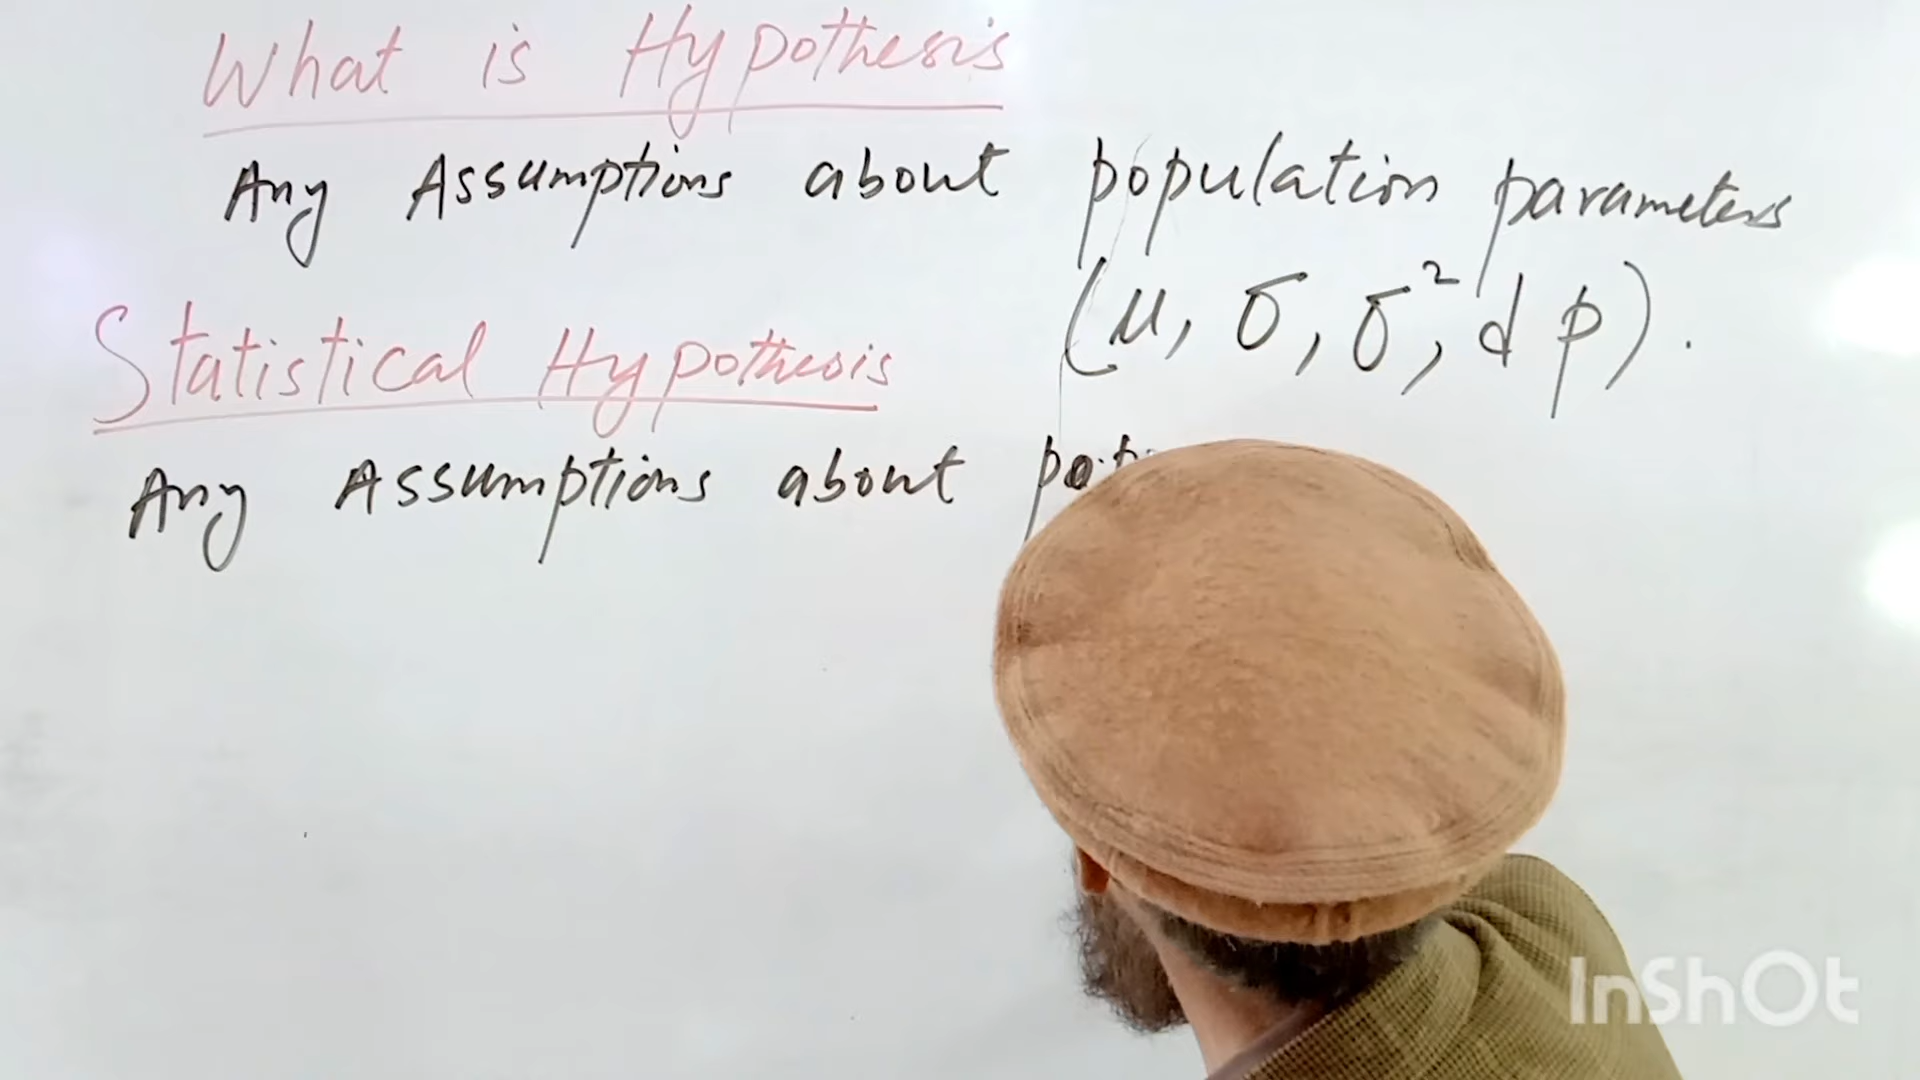 What is Hypothesis
Any Assumptions about population parameters
(μ, σ, σ², d p).
Statistical Hypothesis
Any Assumptions about
InShOt